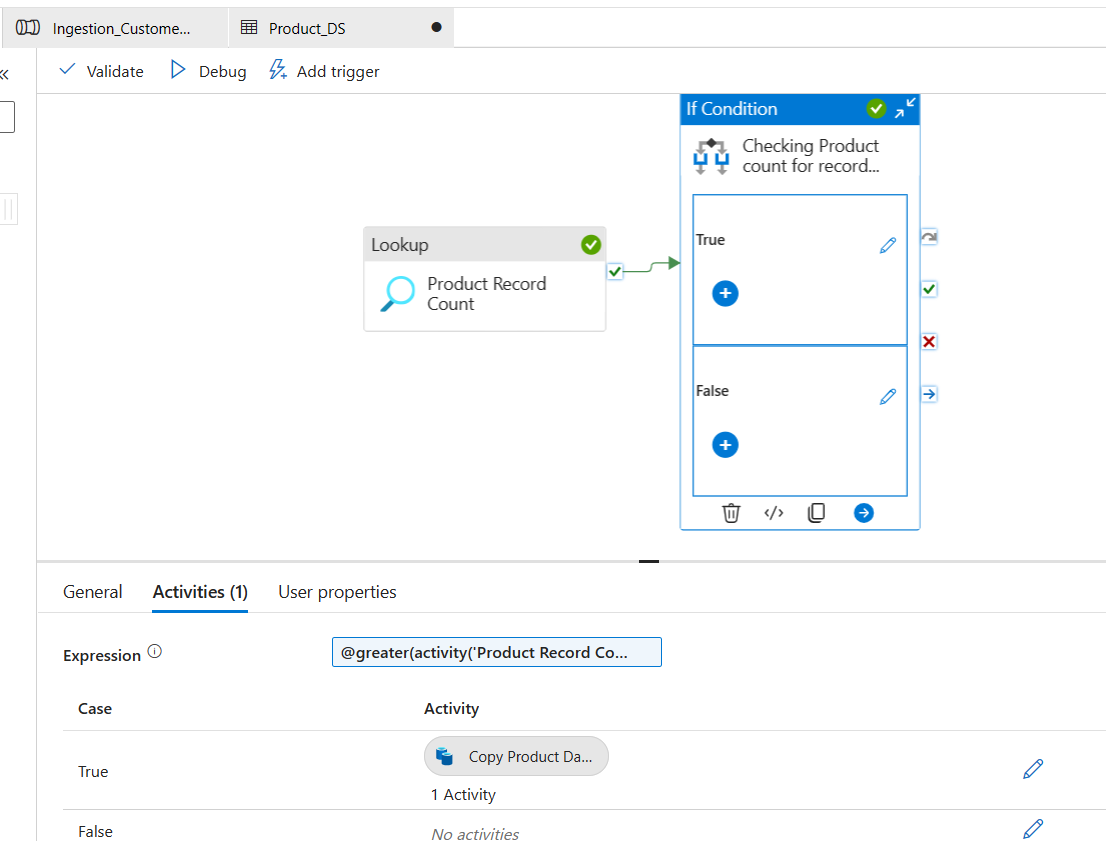 Ingestion_Custome...
Product_DS
Validate
Debug
Add trigger
If Condition
Checking Product
count for record...
True
Lookup
Product Record
Count
False
General
Activities (1)
User properties
Expression
@greater(activity('Product Record Co...
Case
Activity
True
Copy Product Da...
1 Activity
False
No activities